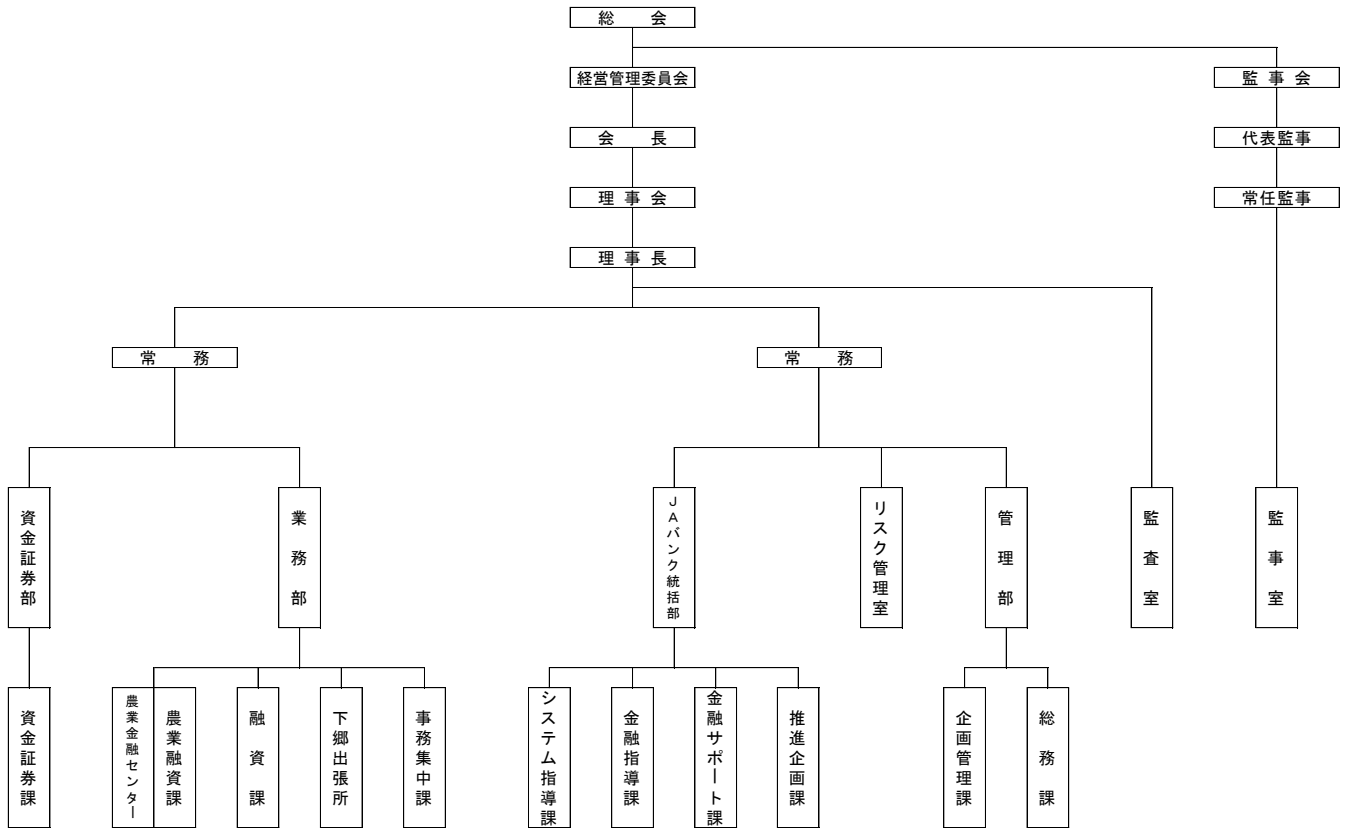 総　会
経営管理委員会
監 事 会
会　長
代表監事
理 事 会
常任監事
理 事 長
常　務
常　務
資金証券部
業務部
JAバンク統括部
リスク管理室
管理部
監査室
監事室
資金証券課
農業金融センター
農業融資課
融資課
下郷出張所
事務集中課
システム指導課
金融指導課
金融サポート課
推進企画課
企画管理課
総務課